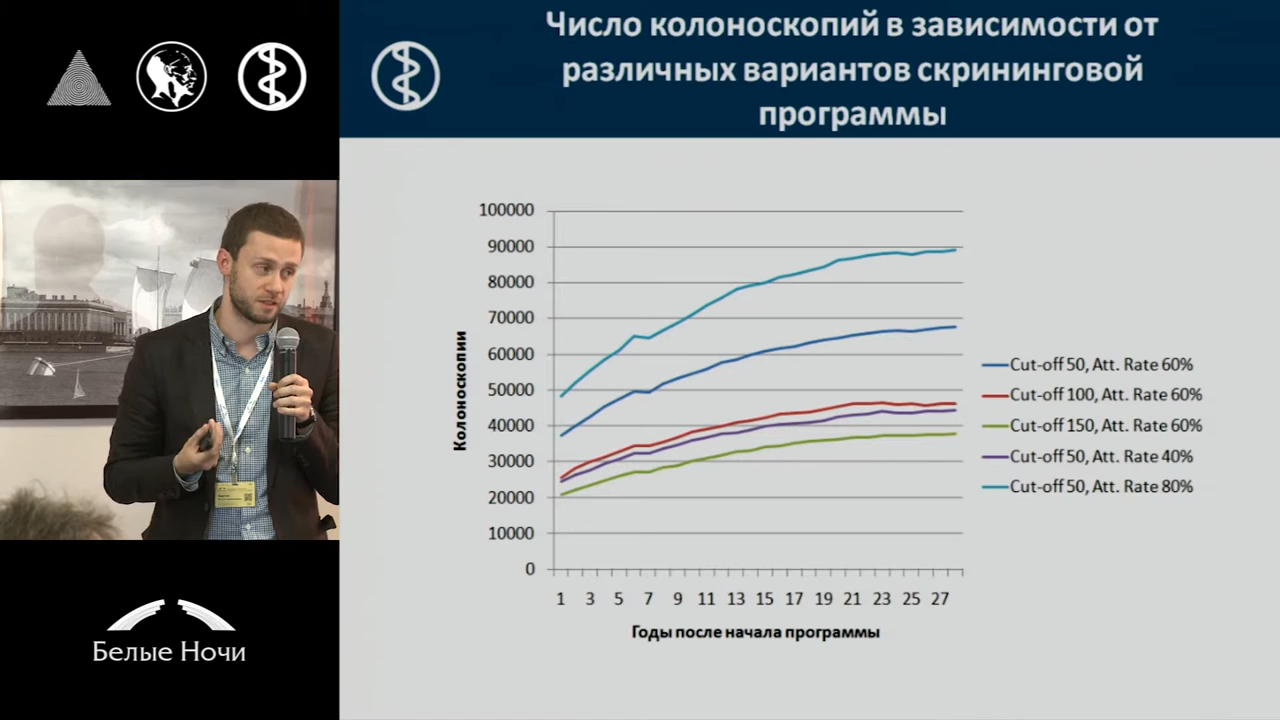 Число колоноскопий в зависимости от
различных вариантов скрининговой
программы
100000
90000
80000
70000
60000
50000
40000
30000
20000
10000
0
Колоноскопии
1 3 5 7 9 11 13 15 17 19 21 23 25 27
Годы после начала программы
Cut-off 50, Att. Rate 60%
Cut-off 100, Att. Rate 60%
Cut-off 150, Att. Rate 60%
Cut-off 50, Att. Rate 40%
Cut-off 50, Att. Rate 80%
Белые Ночи